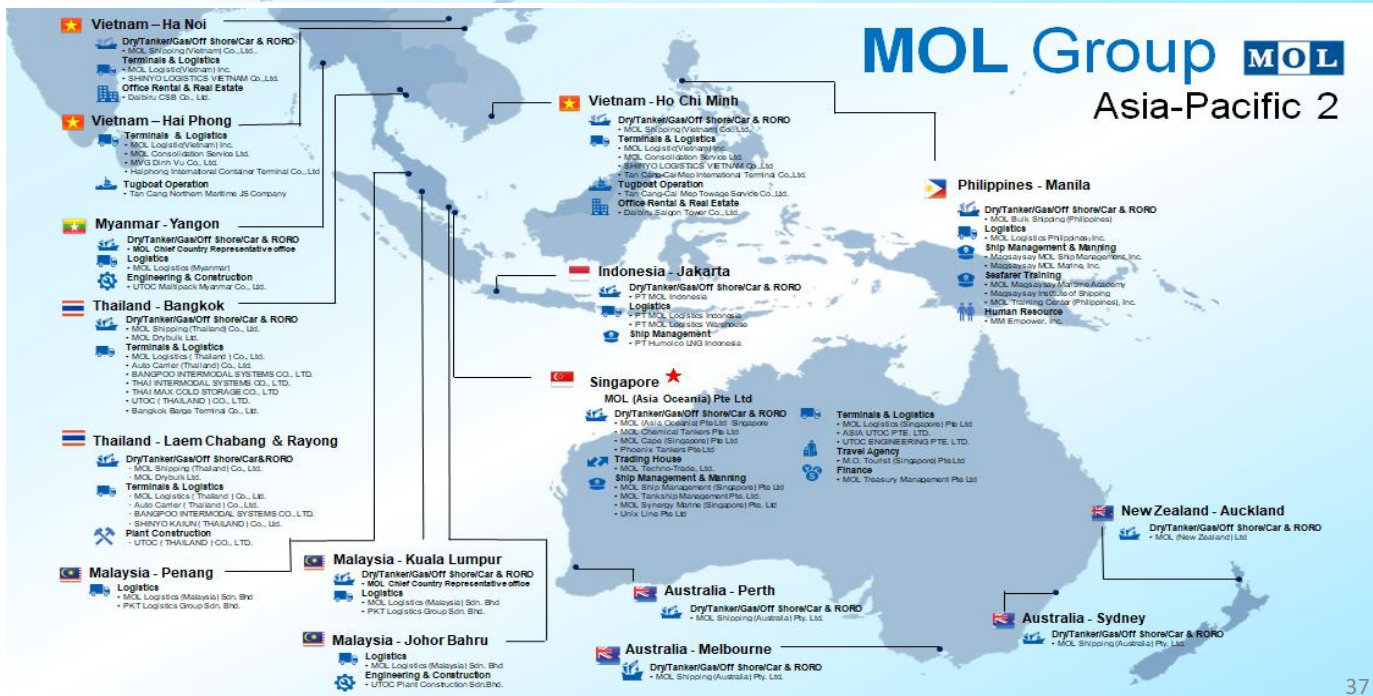 MOL Group MOL
Asia-Pacific 2
Vietnam – Ha Noi
Dry/Tanker/Gas/Off Shore/Car & RORO
• MOL Shipping (Vietnam) Co., Ltd..
Terminals & Logistics
• MOL Logistic(Vietnam) Inc.
• SHINYO LOGISTICS VIETNAM Co.,Ltd.
Office Rental & Real Estate
• Daibiru CSB Co., Ltd.
Vietnam – Hai Phong
Terminals & Logistics
• MOL Logistic(Vietnam) Inc.
• MOL Consolidation Service Ltd.
• MVG Dinh Vu Co., Ltd.
• Haiphong International Container Terminal Co.,Ltd
Tugboat Operation
• Tan Cang Northern Maritime JS Company
Myanmar - Yangon
Dry/Tanker/Gas/Off Shore/Car & RORO
• MOL Chief Country Representative office
Logistics
• MOL Logistics (Myanmar)
Engineering & Construction
• UTOC Multipack Myanmar Co., Ltd.
Thailand - Bangkok
Dry/Tanker/Gas/Off Shore/Car & RORO
• MOL Shipping (Thailand) Co., Ltd.
• MOL Drybulk Ltd.
Terminals & Logistics
• MOL Logistics ( Thailand ) Co., Ltd.
• Auto Carrier (Thailand) Co., Ltd.
• BANGPOO INTERMODAL SYSTEMS CO., LTD.
• THAI INTERMODAL SYSTEMS CO., LTD.
• THAI MAX COLD STORAGE CO., LTD
• UTOC ( THAILAND ) CO., LTD.
• Bangkok Barge Terminal Co., Ltd.
Thailand - Laem Chabang & Rayong
Dry/Tanker/Gas/Off Shore/Car&RORO
· MOL Shipping (Thailand) Co., Ltd.
· MOL Drybulk Ltd.
Terminals & Logistics
· MOL Logistics ( Thailand ) Co., Ltd.
· Auto Carrier ( Thailand ) Co., Ltd.
· BANGPOO INTERMODAL SYSTEMS CO., LTD.
· SHINYO KAIUN ( THAILAND ) Co., Ltd.
Plant Construction
· UTOC ( THAILAND ) CO., LTD.
Malaysia - Penang
Logistics
• MOL Logistics (Malaysia) Sdn. Bhd
• PKT Logistics Group Sdn. Bhd.
Malaysia - Kuala Lumpur
Dry/Tanker/Gas/Off Shore/Car & RORO
• MOL Chief Country Representative office
Logistics
• MOL Logistics (Malaysia) Sdn. Bhd
• PKT Logistics Group Sdn. Bhd.
Malaysia - Johor Bahru
Logistics
• MOL Logistics (Malaysia) Sdn. Bhd
Engineering & Construction
• UTOC Plant Construction Sdn.Bhd.
Vietnam - Ho Chi Minh
Dry/Tanker/Gas/Off Shore/Car & RORO
• MOL Shipping (Vietnam) Co., Ltd.
Terminals & Logistics
• MOL Logistic(Vietnam) Inc.
• MOL Consolidation Service Ltd.
• SHINYO LOGISTICS VIETNAM Co.,Ltd
• Tan Cang-Cai Mep International Terminal Co.,Ltd.
Tugboat Operation
• Tan Cang-Cai Mep Towage Service Co.,Ltd.
Office Rental & Real Estate
• Daibiru Saigon Tower Co., Ltd.
Indonesia - Jakarta
Dry/Tanker/Gas/Off Shore/Car & RORO
• PT MOL Indonesia
Logistics
• PT MOL Logistics Indonesia
• PT MOL Logistics Warehouse
Ship Management
• PT Humolco LNG Indonesia
Philippines - Manila
Dry/Tanker/Gas/Off Shore/Car & RORO
• MOL Bulk Shipping (Philippines)
Logistics
• MOL Logistics Philippines, Inc.
Ship Management & Manning
• Magsaysay MOL Ship Management, Inc.
• Magsaysay MOL Marine, Inc.
Seafarer Training
• MOL Magsaysay Maritime Academy
• Magsaysay Institute of Shipping
• MOL Training Center (Philippines), Inc.
Human Resource
• MM Empower, Inc.
Singapore
MOL (Asia Oceania) Pte Ltd
Dry/Tanker/Gas/Off Shore/Car & RORO
• MOL (Asia Oceania) Pte Ltd Singapore
• MOL Chemical Tankers Pte Ltd
• MOL Cape (Singapore) Pte Ltd
• Phoenix Tankers Pte Ltd
Trading House
• MOL Techno-Trade, Ltd.
Ship Management & Manning
• MOL Ship Management (Singapore) Pte Ltd
• MOL Tankship Management Pte. Ltd.
• MOL Synergy Marine (Singapore) Pte. Ltd
• Unix Line Pte Ltd
Terminals & Logistics
• MOL Logistics (Singapore) Pte Ltd
• ASIA UTOC PTE. LTD.
• UTOC ENGINEERING PTE. LTD.
Travel Agency
• M.O. Tourist (Singapore) Pte Ltd
Finance
• MOL Treasury Management Pte Ltd
New Zealand - Auckland
Dry/Tanker/Gas/Off Shore/Car & RORO
• MOL (New Zealand) Ltd
Australia - Perth
Dry/Tanker/Gas/Off Shore/Car & RORO
• MOL Shipping (Australia) Pty. Ltd.
Australia - Sydney
Dry/Tanker/Gas/Off Shore/Car & RORO
• MOL Shipping (Australia) Pty. Ltd.
Australia - Melbourne
Dry/Tanker/Gas/Off Shore/Car & RORO
• MOL Shipping (Australia) Pty. Ltd.
37